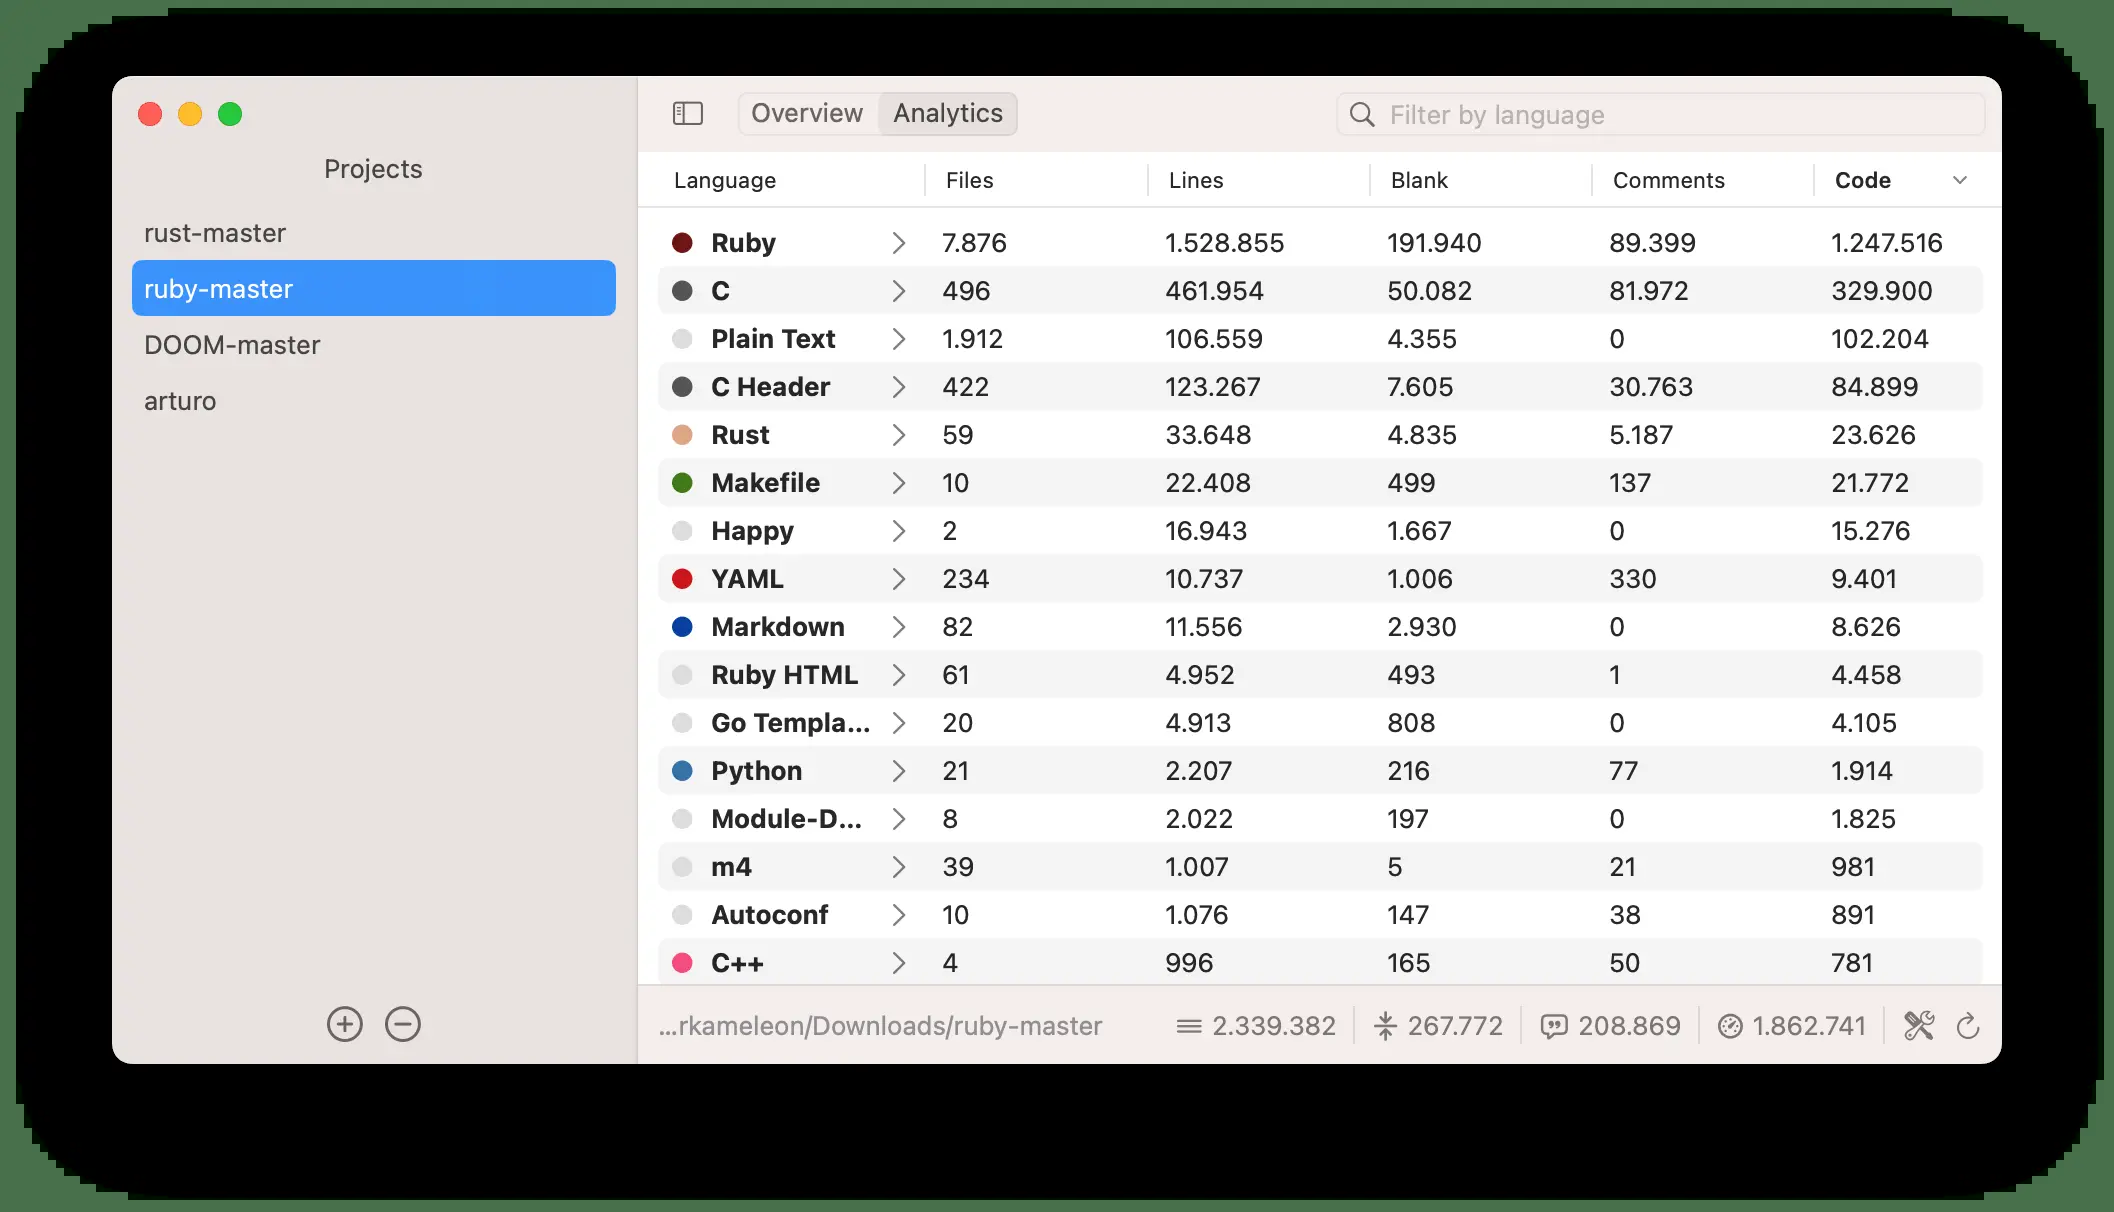 Projects
rust-master
ruby-master
DOOM-master
arturo
Overview Analytics Filter by language
Language Files Lines Blank Comments Code
Ruby 7.876 1.528.855 191.940 89.399 1.247.516
C 496 461.954 50.082 81.972 329.900
Plain Text 1.912 106.559 4.355 0 102.204
C Header 422 123.267 7.605 30.763 84.899
Rust 59 33.648 4.835 5.187 23.626
Makefile 10 22.408 499 137 21.772
Happy 2 16.943 1.667 0 15.276
YAML 234 10.737 1.006 330 9.401
Markdown 82 11.556 2.930 0 8.626
Ruby HTML 61 4.952 493 1 4.458
Go Templa... 20 4.913 808 0 4.105
Python 21 2.207 216 77 1.914
Module-D... 8 2.022 197 0 1.825
m4 39 1.007 5 21 981
Autoconf 10 1.076 147 38 891
C++ 4 996 165 50 781
...rkameleon/Downloads/ruby-master 2.339.382 267.772 208.869 1.862.741